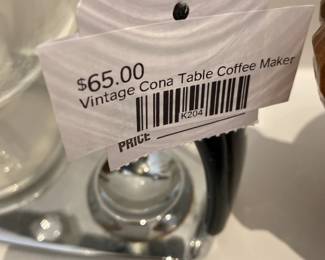 $65.00
Vintage Cona Table Coffee Maker
K204
PRICE